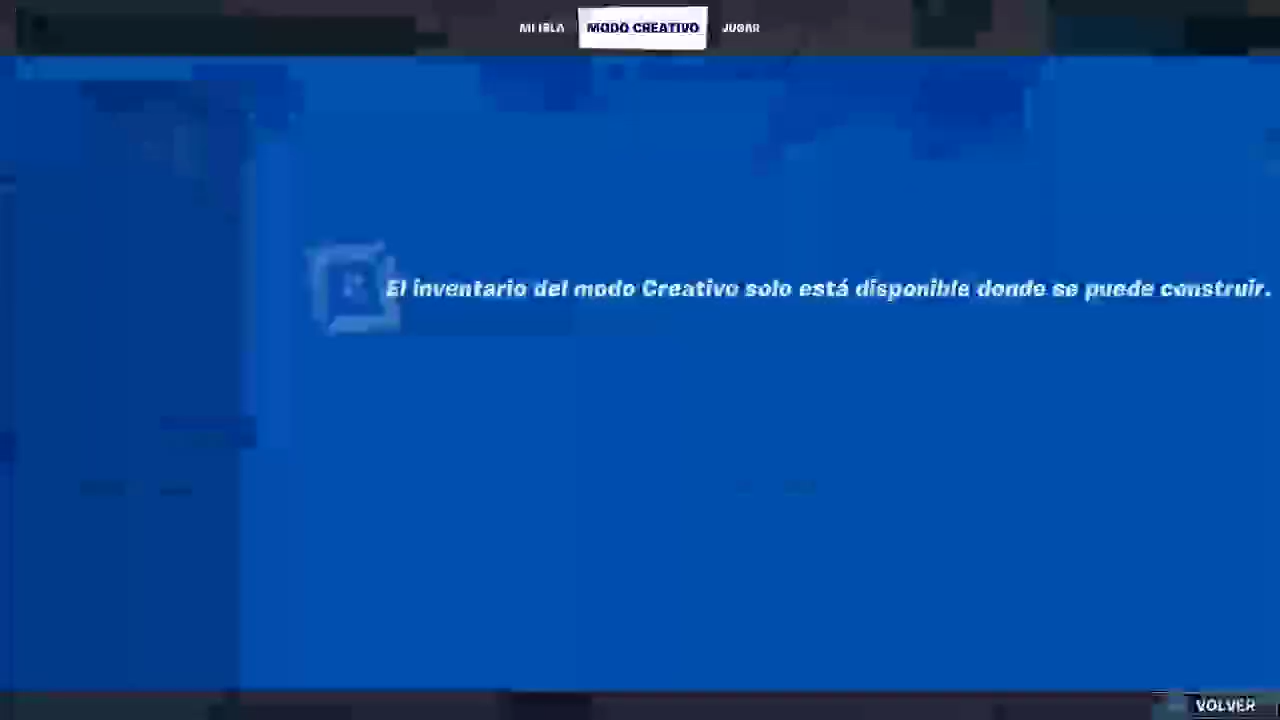 MI ISLA MODO CREATIVO JUGAR
El inventario del modo Creativo solo está disponible donde se puede construir.
VOLVER